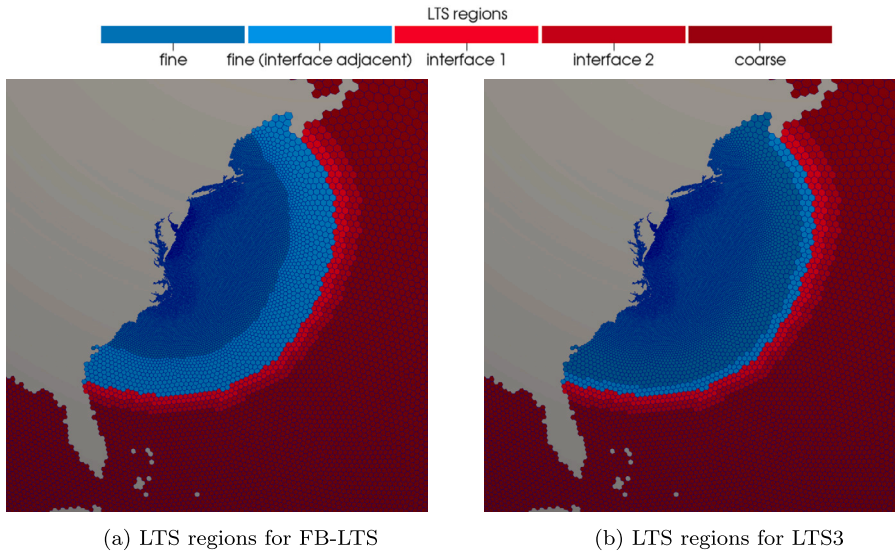 LTS regions
fine fine (interface adjacent) interface 1 interface 2 coarse
(a) LTS regions for FB-LTS (b) LTS regions for LTS3